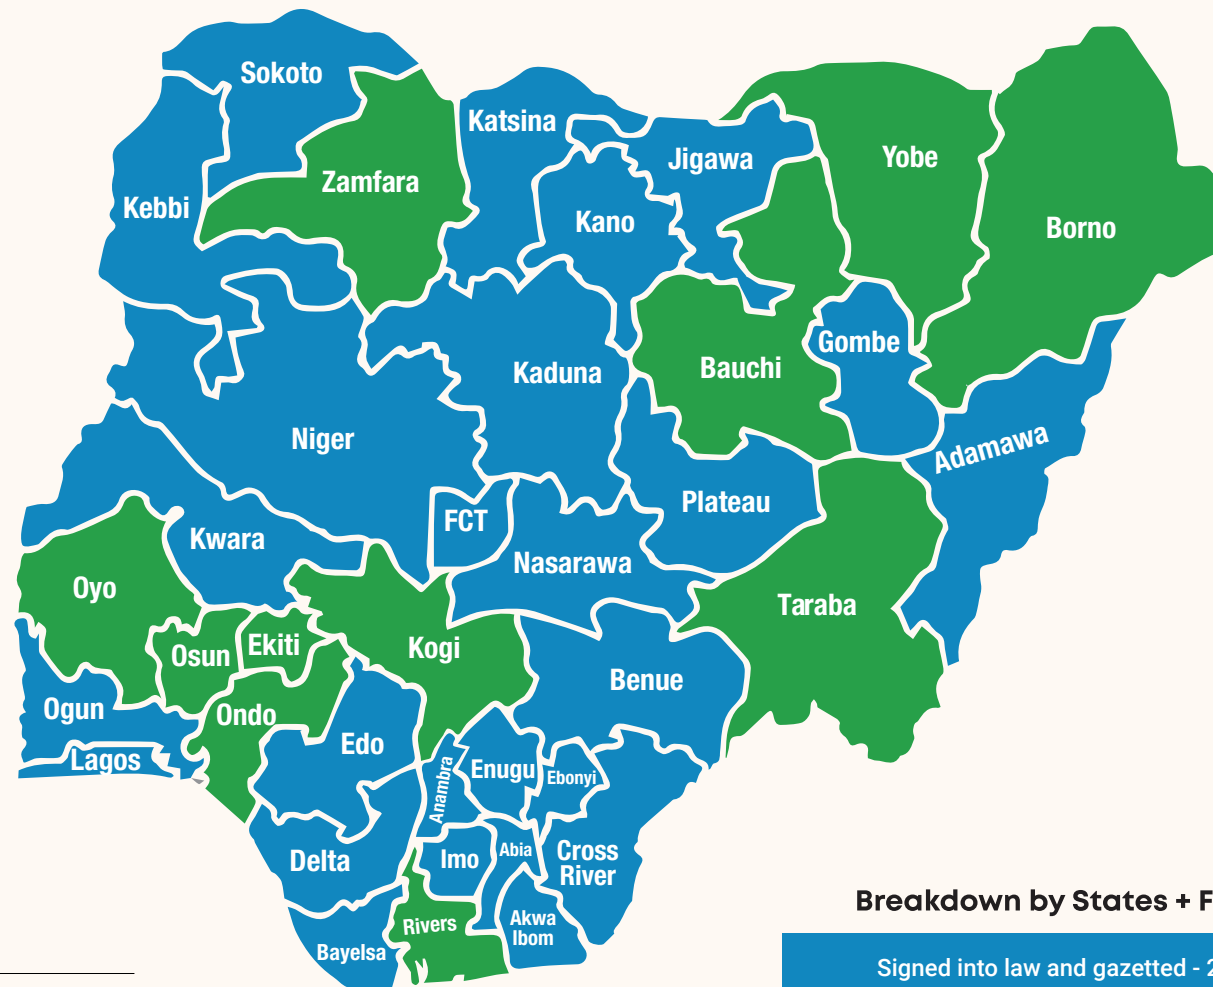 Sokoto
Katsina
Jigawa
Yobe
Zamfara
Kebbi
Kano
Borno
Gombe
Bauchi
Kaduna
Niger
Adamawa
Plateau
FCT
Kwara
Nasarawa
Oyo
Taraba
Osun
Ekiti
Kogi
Benue
Ogun
Ondo
Edo
Lagos
Anambra
Enugu
Ebonyi
Delta
Imo
Abia
Cross
River
Rivers
Akwa
Ibom
Bayelsa
Breakdown by States + F
Signed into law and gazetted - 2